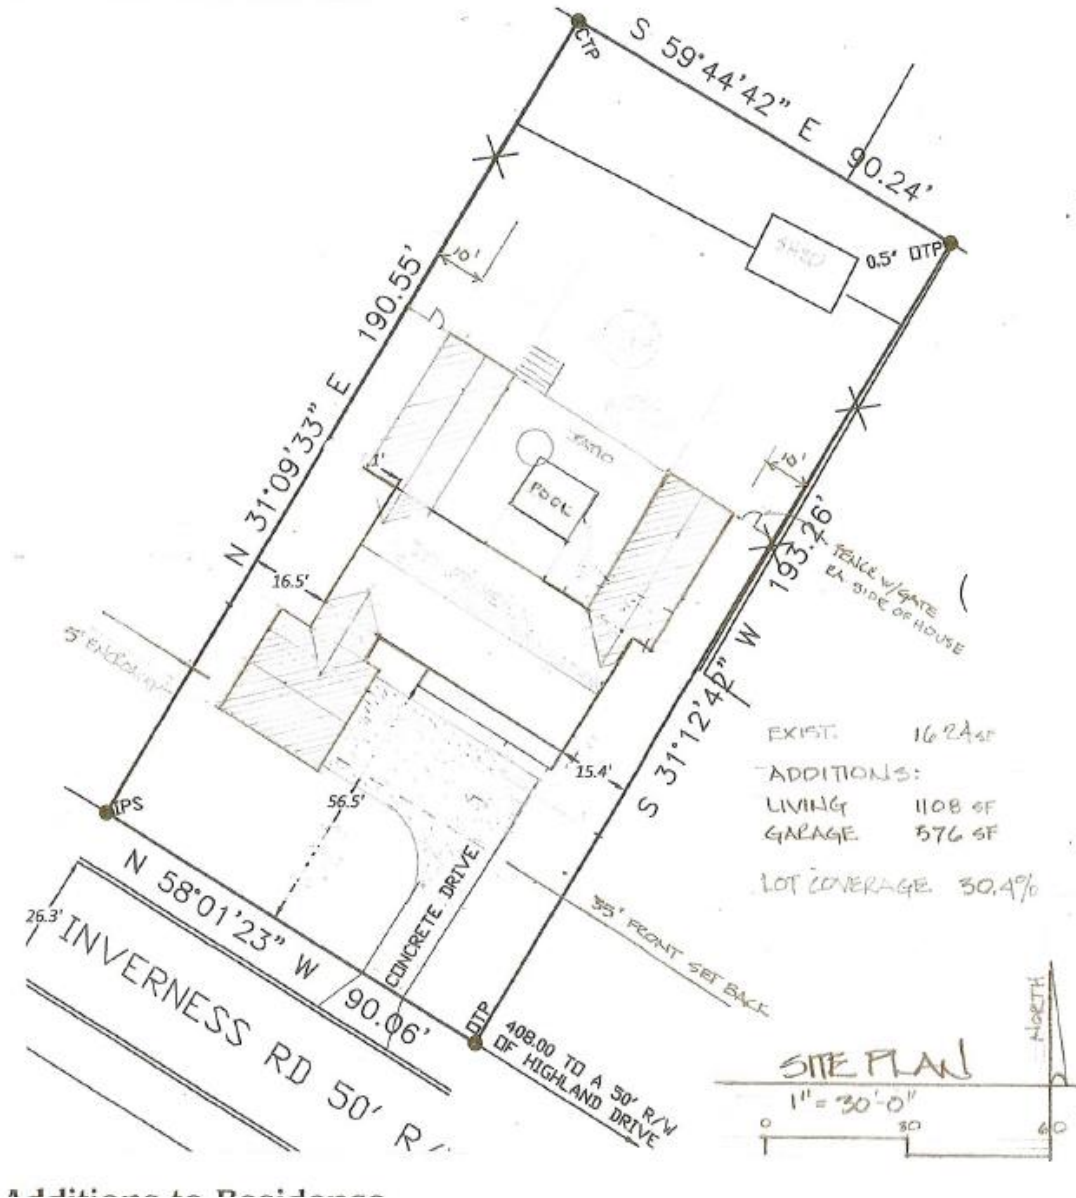 CTP
S 59°44'42" E 90.24'
SHED
0.5" OTP
10'
N 31°09'33" E 190.55'
PATIO
POOL
1'
10'
FENCE W/GATE
EA. SIDE OF HOUSE
16.5'
S 31°12'42" W 193.26'
15.4'
56.5'
EXIST. 1624 SF
ADDITIONS:
LIVING 1108 SF
GARAGE 576 SF
LOT COVERAGE 30.4%
IPS
N 58°01'23" W 90.06'
CONCRETE DRIVE
35' FRONT SET BACK
26.3'
INVERNESS RD 50' R/
OTP
408.00 TO A 50' R/W
OF HIGHLAND DRIVE
NORTH
SITE PLAN
1" = 30'-0"
0 30 60
Additions to Residence